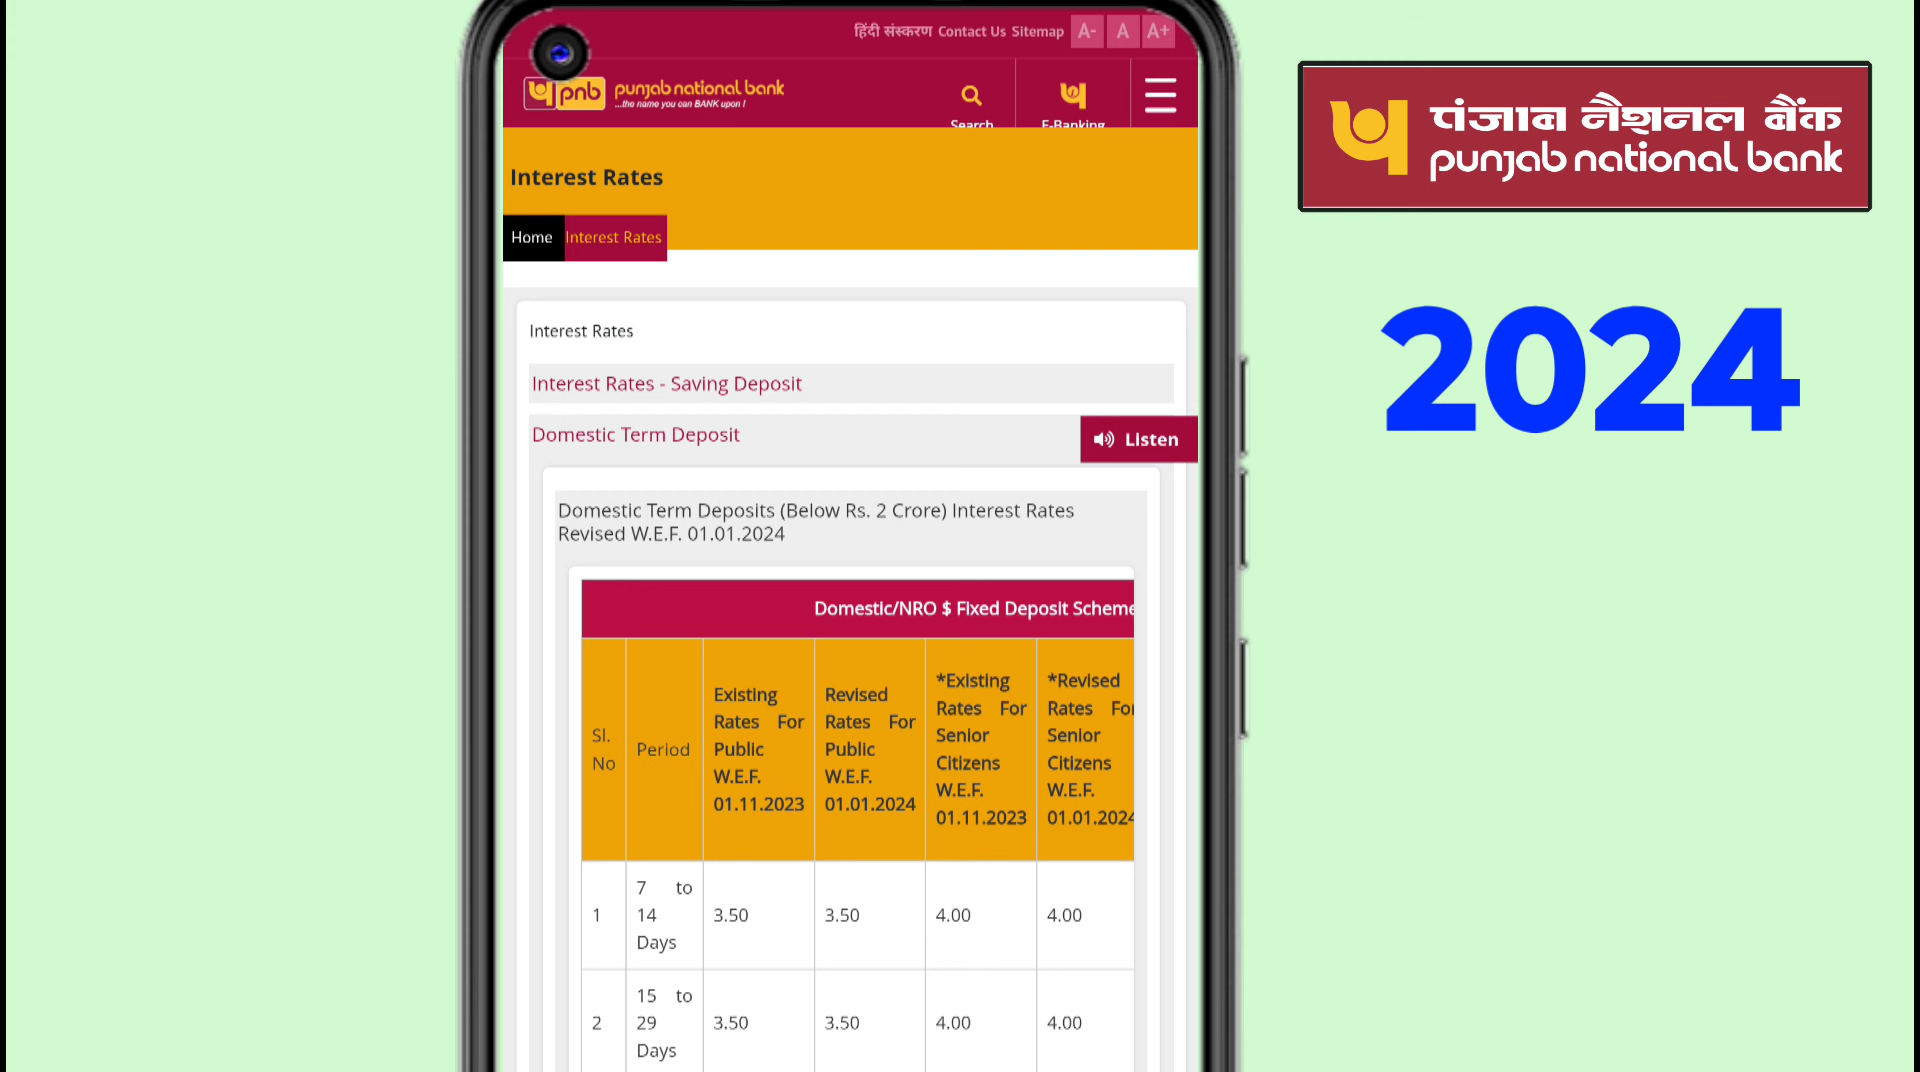 हिंदी संस्करण Contact Us Sitemap A- A A+
pnb punjab national bank
...the name you can BANK upon !
Search E-Banking
Interest Rates
Home Interest Rates
Interest Rates
Interest Rates - Saving Deposit
Domestic Term Deposit
Listen
Domestic Term Deposits (Below Rs. 2 Crore) Interest Rates
Revised W.E.F. 01.01.2024
Domestic/NRO $ Fixed Deposit Scheme
Sl. No
Period
Existing Rates For Public W.E.F. 01.11.2023
Revised Rates For Public W.E.F. 01.01.2024
*Existing Rates For Senior Citizens W.E.F. 01.11.2023
*Revised Rates For Senior Citizens W.E.F. 01.01.2024
1 7 to 14 Days 3.50 3.50 4.00 4.00
2 15 to 29 Days 3.50 3.50 4.00 4.00
पंजाब नैशनल बैंक
punjab national bank
2024